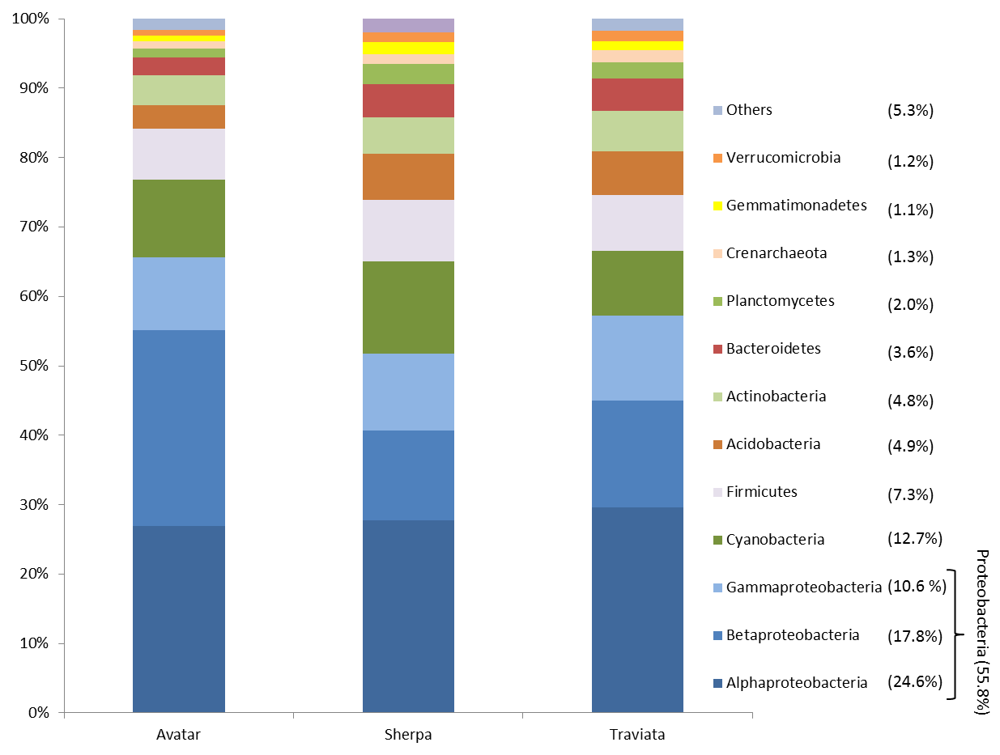 100%
90%
80%
70%
60%
50%
40%
30%
20%
10%
0%
Avatar Sherpa Traviata
Others (5.3%)
Verrucomicrobia (1.2%)
Gemmatimonadetes (1.1%)
Crenarchaeota (1.3%)
Planctomycetes (2.0%)
Bacteroidetes (3.6%)
Actinobacteria (4.8%)
Acidobacteria (4.9%)
Firmicutes (7.3%)
Cyanobacteria (12.7%)
Gammaproteobacteria (10.6 %)
Betaproteobacteria (17.8%)
Alphaproteobacteria (24.6%)
Proteobacteria (55.8%)